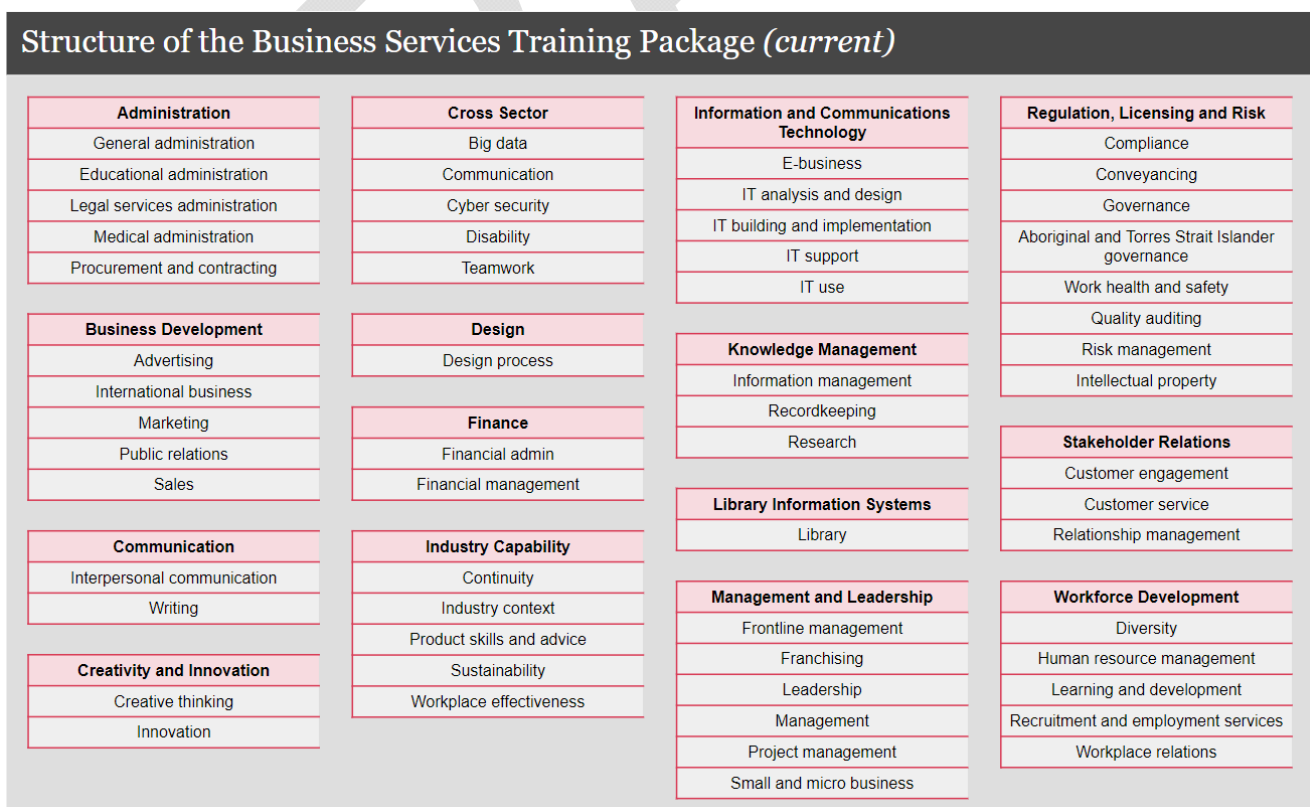 Structure of the Business Services Training Package (current)
Administration
General administration
Educational administration
Legal services administration
Medical administration
Procurement and contracting
Business Development
Advertising
International business
Marketing
Public relations
Sales
Communication
Interpersonal communication
Writing
Creativity and Innovation
Creative thinking
Innovation
Cross Sector
Big data
Communication
Cyber security
Disability
Teamwork
Design
Design process
Finance
Financial admin
Financial management
Industry Capability
Continuity
Industry context
Product skills and advice
Sustainability
Workplace effectiveness
Information and Communications
Technology
E-business
IT analysis and design
IT building and implementation
IT support
IT use
Knowledge Management
Information management
Recordkeeping
Research
Library Information Systems
Library
Management and Leadership
Frontline management
Franchising
Leadership
Management
Project management
Small and micro business
Regulation, Licensing and Risk
Compliance
Conveyancing
Governance
Aboriginal and Torres Strait Islander
governance
Work health and safety
Quality auditing
Risk management
Intellectual property
Stakeholder Relations
Customer engagement
Customer service
Relationship management
Workforce Development
Diversity
Human resource management
Learning and development
Recruitment and employment services
Workplace relations